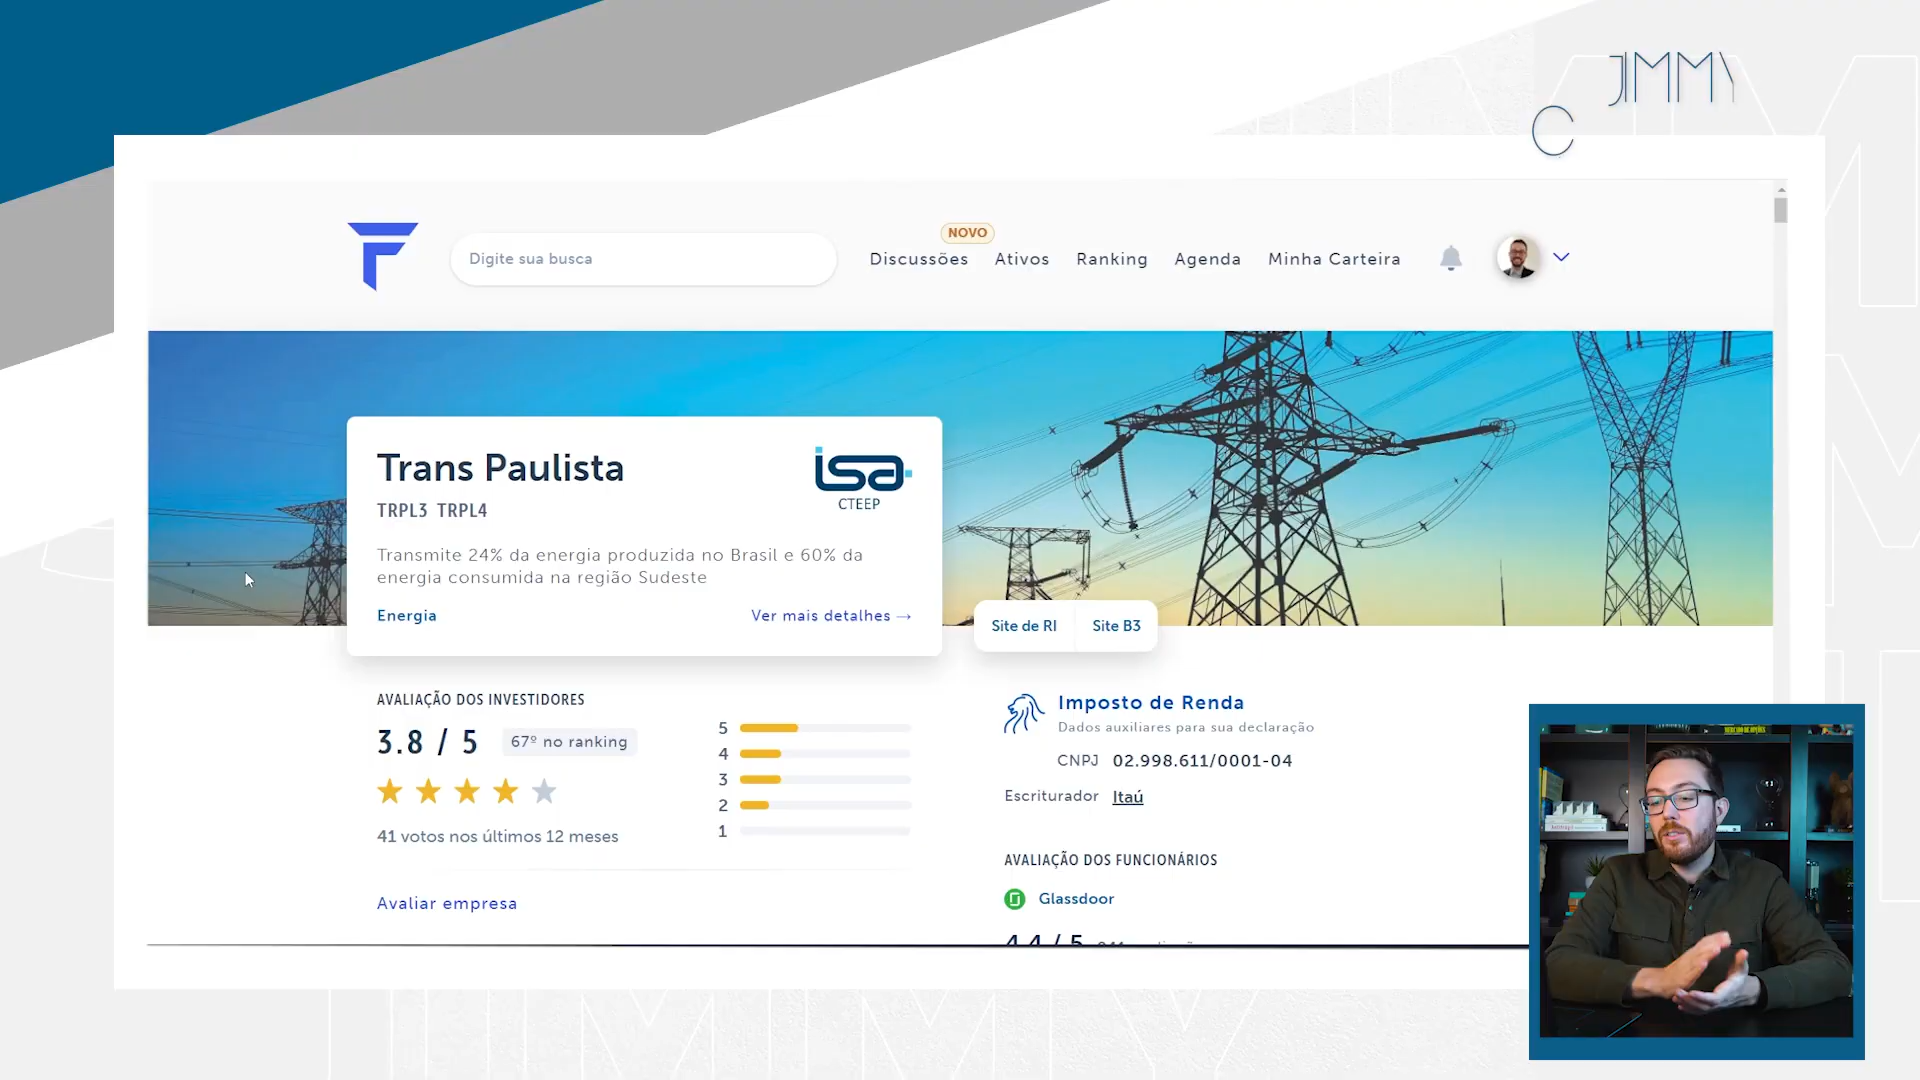 JIMMY
C
NOVO
Digite sua busca
Discussões Ativos Ranking Agenda Minha Carteira
Trans Paulista
isa
CTEEP
TRPL3 TRPL4
Transmite 24% da energia produzida no Brasil e 60% da
energia consumida na região Sudeste
Energia
Ver mais detalhes →
Site de RI
Site B3
AVALIAÇÃO DOS INVESTIDORES
3.8 / 5
67º no ranking
41 votos nos últimos 12 meses
5
4
3
2
1
Avaliar empresa
Imposto de Renda
Dados auxiliares para sua declaração
CNPJ 02.998.611/0001-04
Escriturador Itaú
AVALIAÇÃO DOS FUNCIONÁRIOS
Glassdoor
4.4 / 5